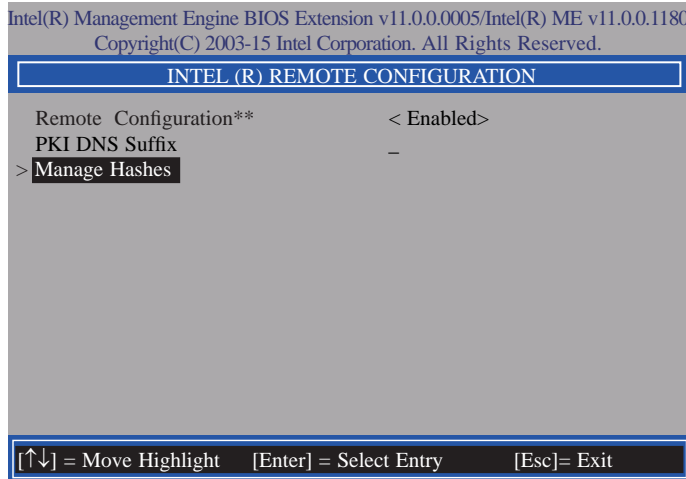 Intel(R) Management Engine BIOS Extension v11.0.0.0005/Intel(R) ME v11.0.0.1180
Copyright(C) 2003-15 Intel Corporation. All Rights Reserved.
INTEL (R) REMOTE CONFIGURATION
Remote Configuration** < Enabled>
PKI DNS Suffix _
> Manage Hashes
[↑↓] = Move Highlight [Enter] = Select Entry [Esc]= Exit